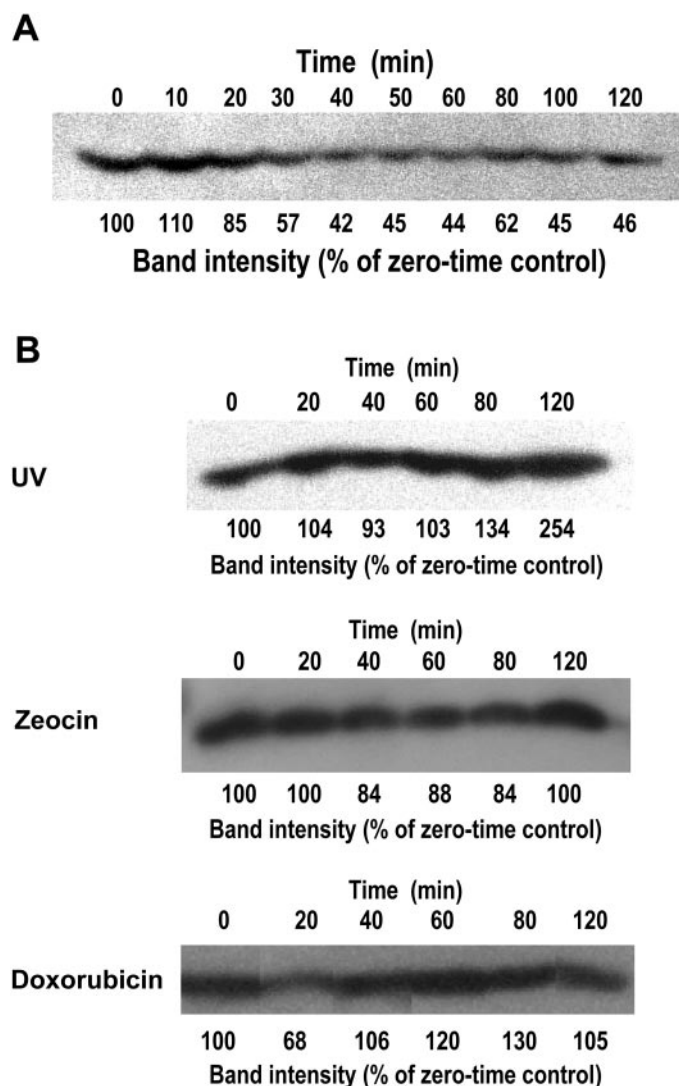 A
Time (min)
0 10 20 30 40 50 60 80 100 120
100 110 85 57 42 45 44 62 45 46
Band intensity (% of zero-time control)
B
Time (min)
0 20 40 60 80 120
UV
100 104 93 103 134 254
Band intensity (% of zero-time control)
Time (min)
0 20 40 60 80 120
Zeocin
100 100 84 88 84 100
Band intensity (% of zero-time control)
Time (min)
0 20 40 60 80 120
Doxorubicin
100 68 106 120 130 105
Band intensity (% of zero-time control)